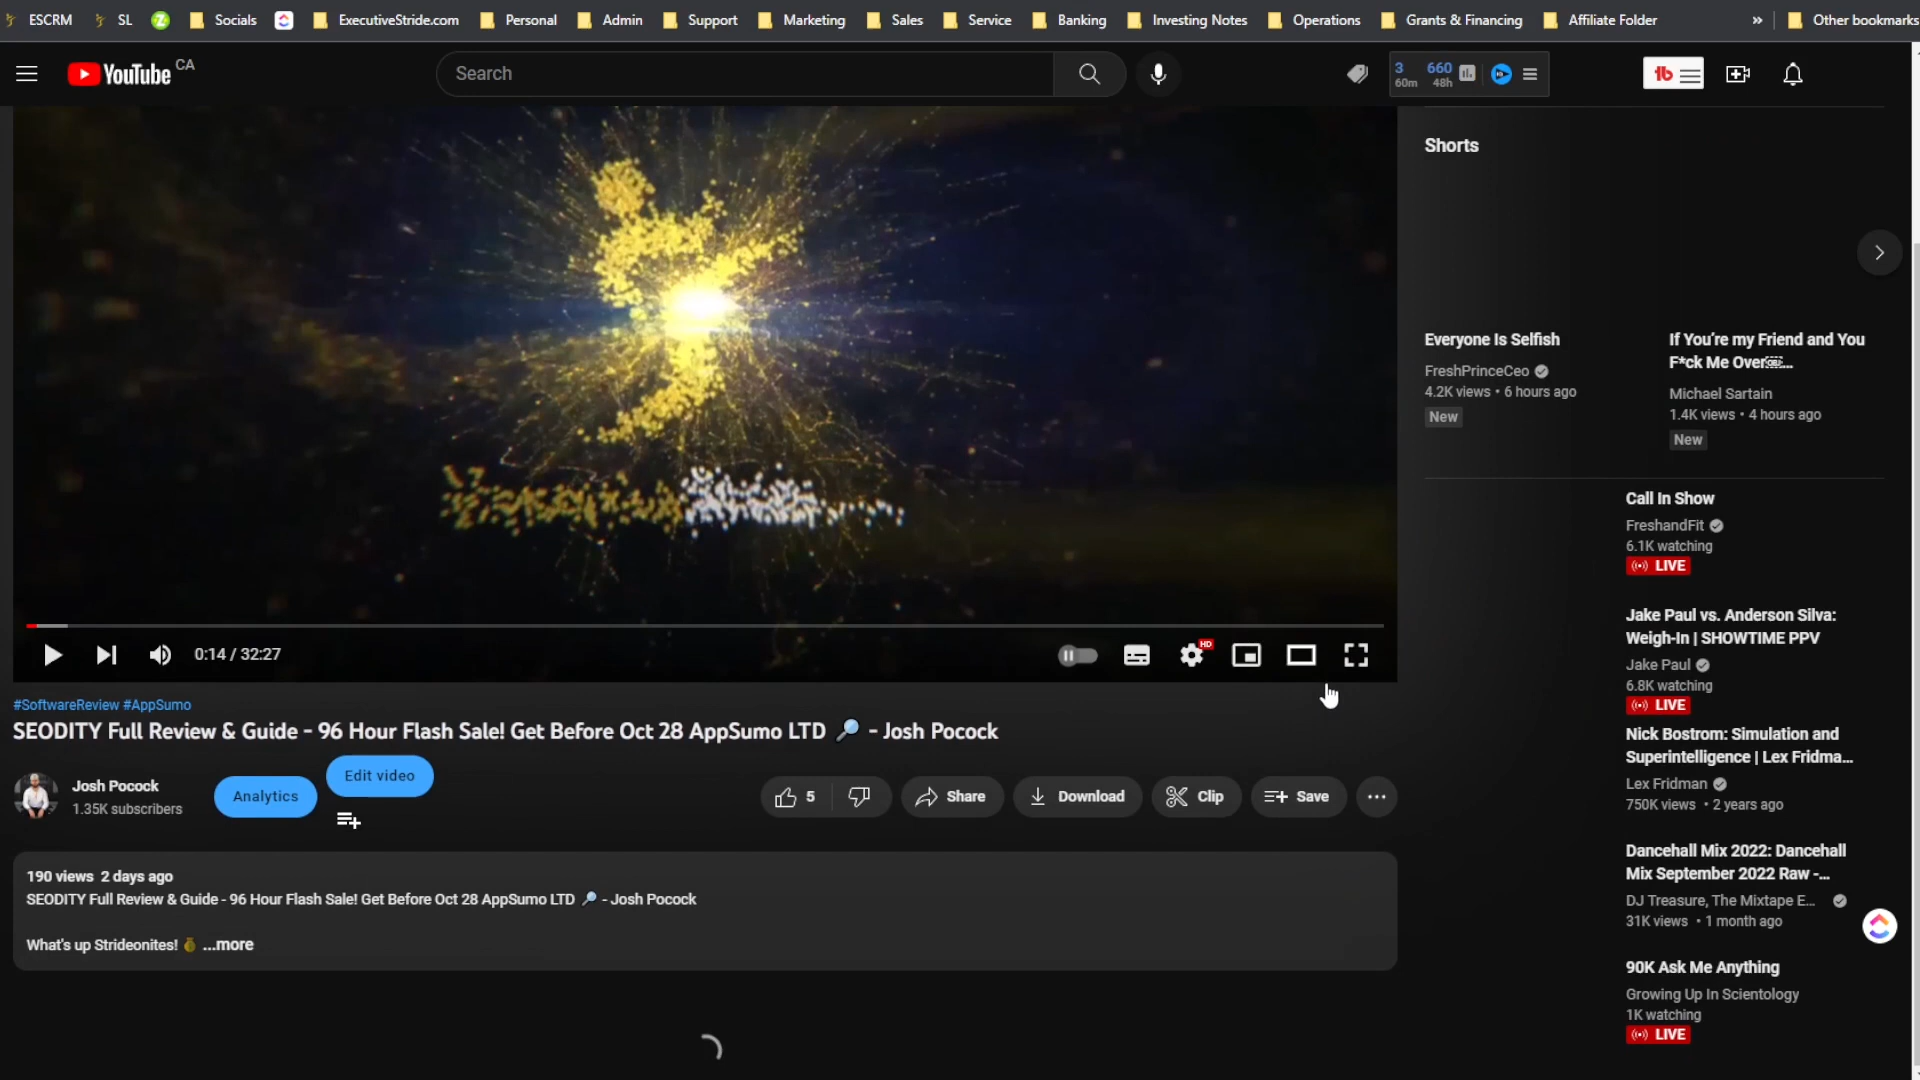 ESCRM
SL
Socials
ExecutiveStride.com
Personal
Admin
Support
Marketing
Sales
Service
Banking
Investing Notes
Operations
Grants & Financing
Affiliate Folder
»
Other bookmarks
YouTube CA
Search
3
60m
660
48h
Shorts
Everyone Is Selfish
FreshPrinceCeo
4.2K views • 6 hours ago
New
If You're my Friend and You
F*ck Me Over...
Michael Sartain
1.4K views • 4 hours ago
New
Call In Show
FreshandFit
6.1K watching
LIVE
Jake Paul vs. Anderson Silva:
Weigh-In | SHOWTIME PPV
Jake Paul
6.8K watching
LIVE
Nick Bostrom: Simulation and
Superintelligence | Lex Fridma...
Lex Fridman
750K views • 2 years ago
Dancehall Mix 2022: Dancehall
Mix September 2022 Raw -...
DJ Treasure, The Mixtape E...
31K views • 1 month ago
90K Ask Me Anything
Growing Up In Scientology
1K watching
LIVE
0:14 / 32:27
HD
#SoftwareReview #AppSumo
SEODITY Full Review & Guide - 96 Hour Flash Sale! Get Before Oct 28 AppSumo LTD 🔎 - Josh Pocock
Josh Pocock
1.35K subscribers
Analytics
Edit video
5
Share
Download
Clip
Save
190 views 2 days ago
SEODITY Full Review & Guide - 96 Hour Flash Sale! Get Before Oct 28 AppSumo LTD 🔎 - Josh Pocock
What's up Strideonites! 💰 ...more